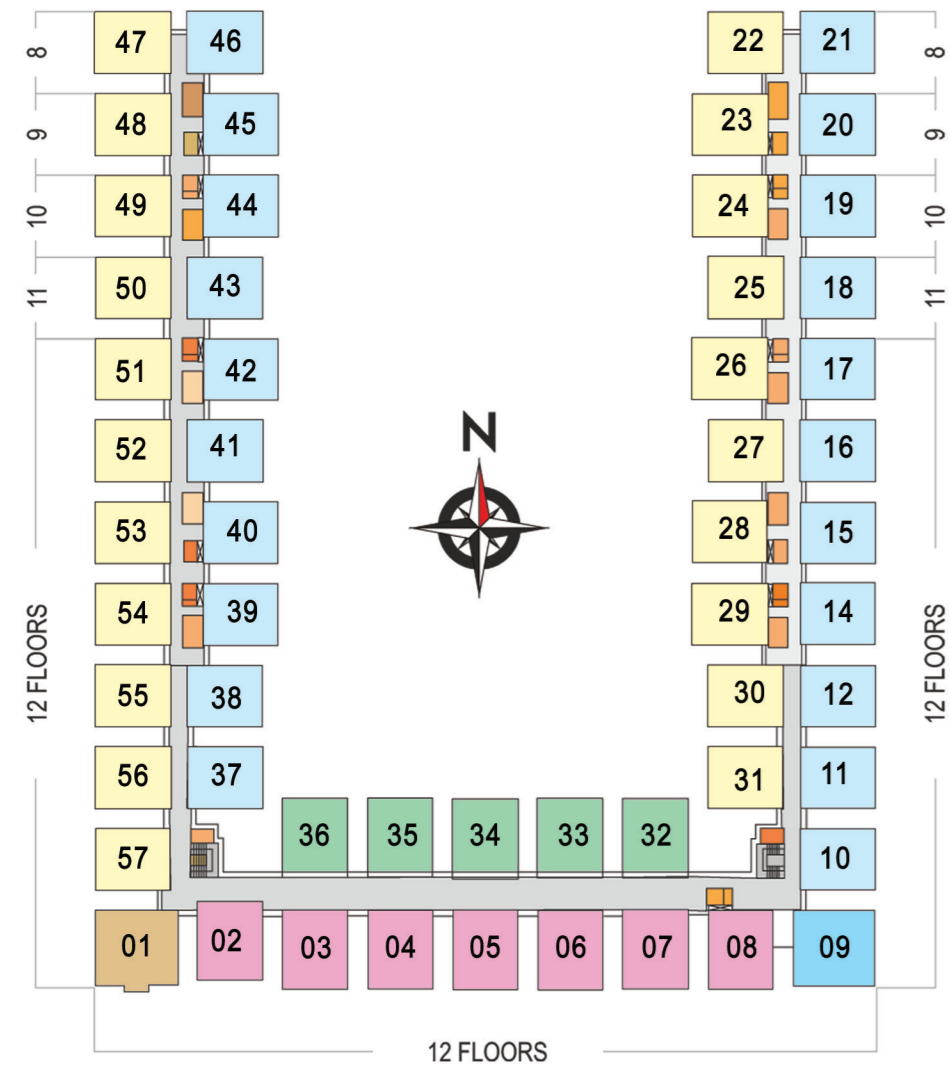 8 47 46 22 21 8
9 48 45 23 20 9
10 49 44 24 19 10
11 50 43 25 18 11
51 42 26 17
N
52 41 27 16
53 40 28 15
54 39 29 14
12 FLOORS 12 FLOORS
55 38 30 12
56 37 31 11
36 35 34 33 32
57 10
01 02 03 04 05 06 07 08 09
12 FLOORS